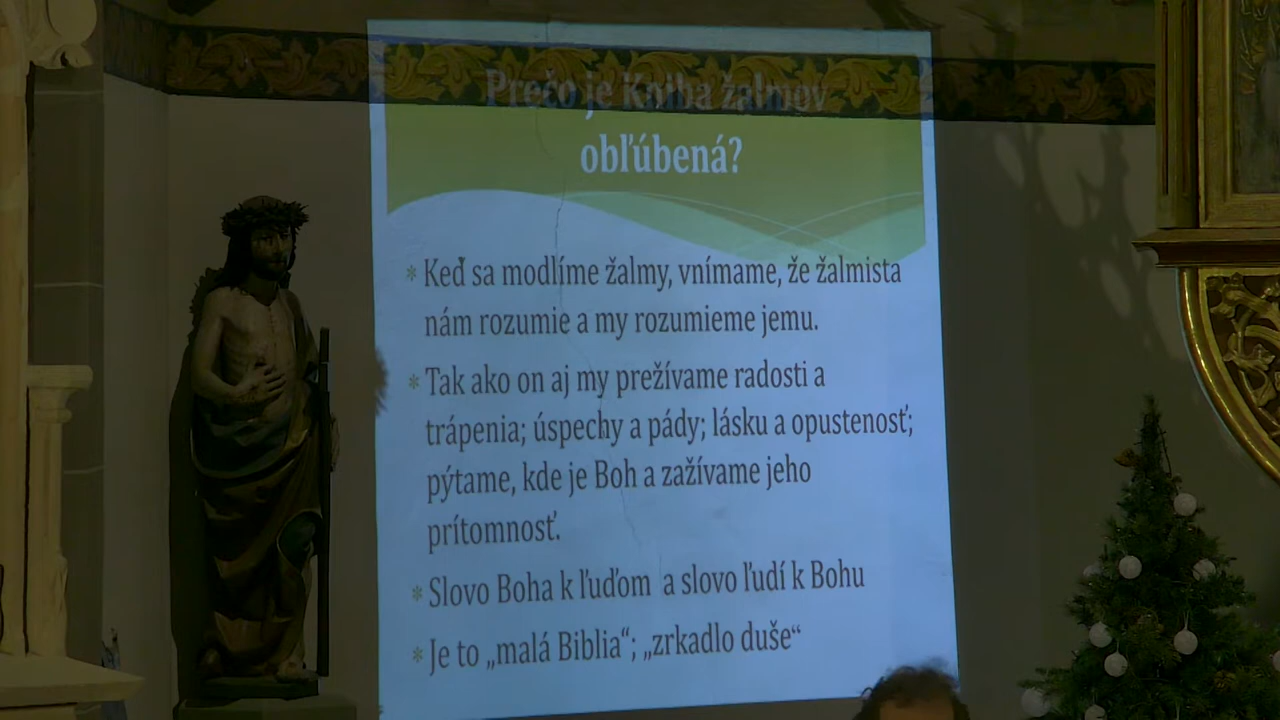 Prečo je Kniha žalmov
obľúbená?
* Keď sa modlíme žalmy, vnímame, že žalmista
nám rozumie a my rozumieme jemu.
* Tak ako on aj my prežívame radosti a
trápenia; úspechy a pády; lásku a opustenosť;
pýtame, kde je Boh a zažívame jeho
prítomnosť.
* Slovo Boha k ľuďom a slovo ľudí k Bohu
* Je to „malá Biblia“; „zrkadlo duše“